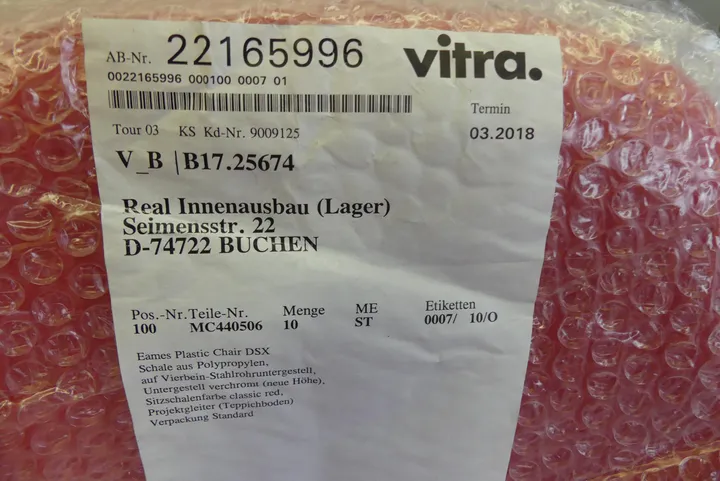 AB-Nr. 22165996 vitra.
0022165996 000100 0007 01
Termin
Tour 03 KS Kd-Nr. 9009125 03.2018
V_B |B17.25674
Real Innenausbau (Lager)
Seimensstr. 22
D-74722 BUCHEN
Pos.-Nr. Teile-Nr. Menge ME Etiketten
100 MC440506 10 ST 0007/ 10/O
Eames Plastic Chair DSX
Schale aus Polypropylen,
auf Vierbein-Stahlrohruntergestell,
Untergestell verchromt (neue Höhe),
Sitzschalenfarbe classic red,
Projektgleiter (Teppichboden)
Verpackung Standard